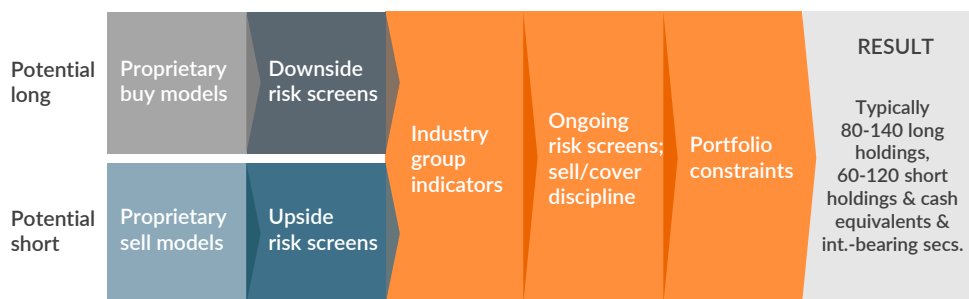 Potential
long
Proprietary
buy models
Downside
risk screens
Potential
short
Proprietary
sell models
Upside
risk screens
Industry
group
indicators
Ongoing
risk screens;
sell/cover
discipline
Portfolio
constraints
RESULT
Typically
80-140 long
holdings,
60-120 short
holdings & cash
equivalents &
int.-bearing secs.